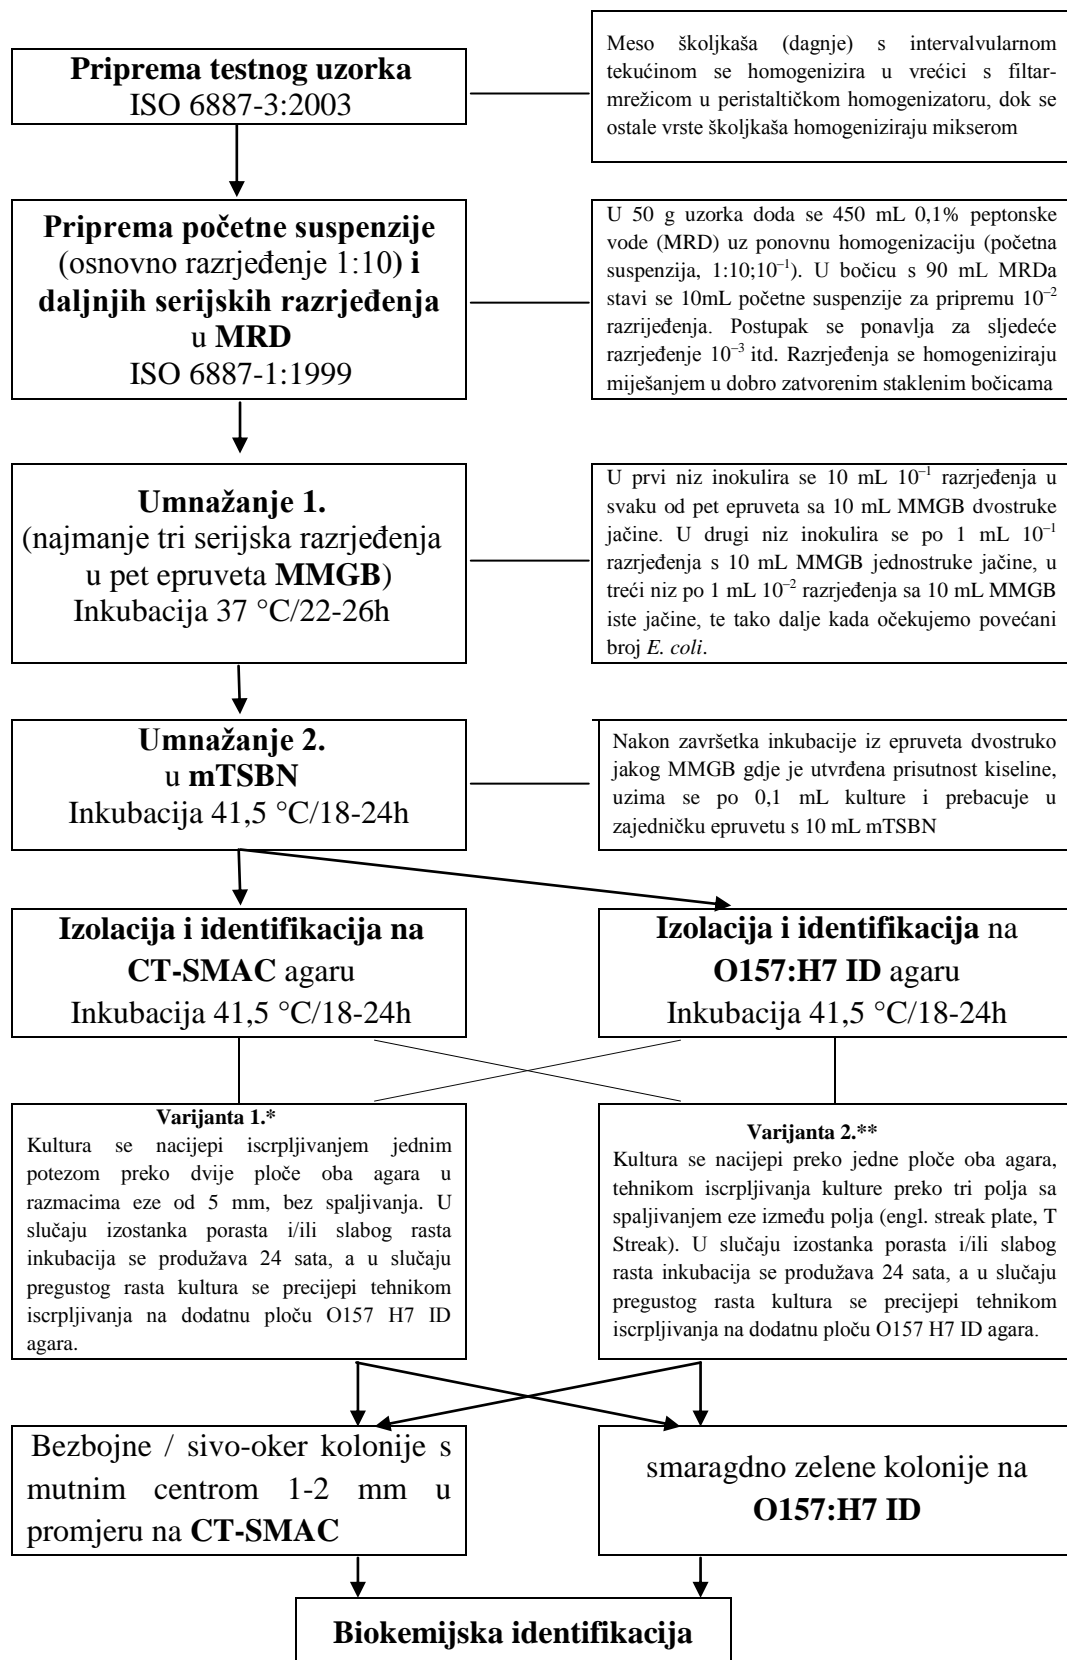 Priprema testnog uzorka
ISO 6887-3:2003
Meso školjkaša (dagnje) s intervalvularnom
tekućinom se homogenizira u vrećici s filtar-
mrežicom u peristaltičkom homogenizatoru, dok se
ostale vrste školjkaša homogeniziraju mikserom
Priprema početne suspenzije
(osnovno razrjeđenje 1:10) i
daljnjih serijskih razrjeđenja
u MRD
ISO 6887-1:1999
U 50 g uzorka doda se 450 mL 0,1% peptonske
vode (MRD) uz ponovnu homogenizaciju (početna
suspenzija, 1:10;10⁻¹). U bočicu s 90 mL MRDa
stavi se 10mL početne suspenzije za pripremu 10⁻²
razrijeđenja. Postupak se ponavlja za sljedeće
razrjeđenje 10⁻³ itd. Razrjeđenja se homogeniziraju
miješanjem u dobro zatvorenim staklenim bočicama
Umnažanje 1.
(najmanje tri serijska razrjeđenja
u pet epruveta MMGB)
Inkubacija 37 °C/22-26h
U prvi niz inokulira se 10 mL 10⁻¹ razrjeđenja u
svaku od pet epruveta sa 10 mL MMGB dvostruke
jačine. U drugi niz inokulira se po 1 mL 10⁻¹
razrjeđenja s 10 mL MMGB jednostruke jačine, u
treći niz po 1 mL 10⁻² razrjeđenja sa 10 mL MMGB
iste jačine, te tako dalje kada očekujemo povećani
broj E. coli.
Umnažanje 2.
u mTSBN
Inkubacija 41,5 °C/18-24h
Nakon završetka inkubacije iz epruveta dvostruko
jakog MMGB gdje je utvrđena prisutnost kiseline,
uzima se po 0,1 mL kulture i prebacuje u
zajedničku epruvetu s 10 mL mTSBN
Izolacija i identifikacija na
CT-SMAC agaru
Inkubacija 41,5 °C/18-24h
Izolacija i identifikacija na
O157:H7 ID agaru
Inkubacija 41,5 °C/18-24h
Varijanta 1.*
Kultura se nacijepi iscrpljivanjem jednim
potezom preko dvije ploče oba agara u
razmacima eze od 5 mm, bez spaljivanja. U
slučaju izostanka porasta i/ili slabog rasta
inkubacija se produžava 24 sata, a u slučaju
pregustog rasta kultura se precijepi tehnikom
iscrpljivanja na dodatnu ploču O157 H7 ID
agara.
Varijanta 2.**
Kultura se nacijepi preko jedne ploče oba agara,
tehnikom iscrpljivanja kulture preko tri polja sa
spaljivanjem eze između polja (engl. streak plate, T
Streak). U slučaju izostanka porasta i/ili slabog
rasta inkubacija se produžava 24 sata, a u slučaju
pregustog rasta kultura se precijepi tehnikom
iscrpljivanja na dodatnu ploču O157 H7 ID agara.
Bezbojne / sivo-oker kolonije s
mutnim centrom 1-2 mm u
promjeru na CT-SMAC
smaragdno zelene kolonije na
O157:H7 ID
Biokemijska identifikacija